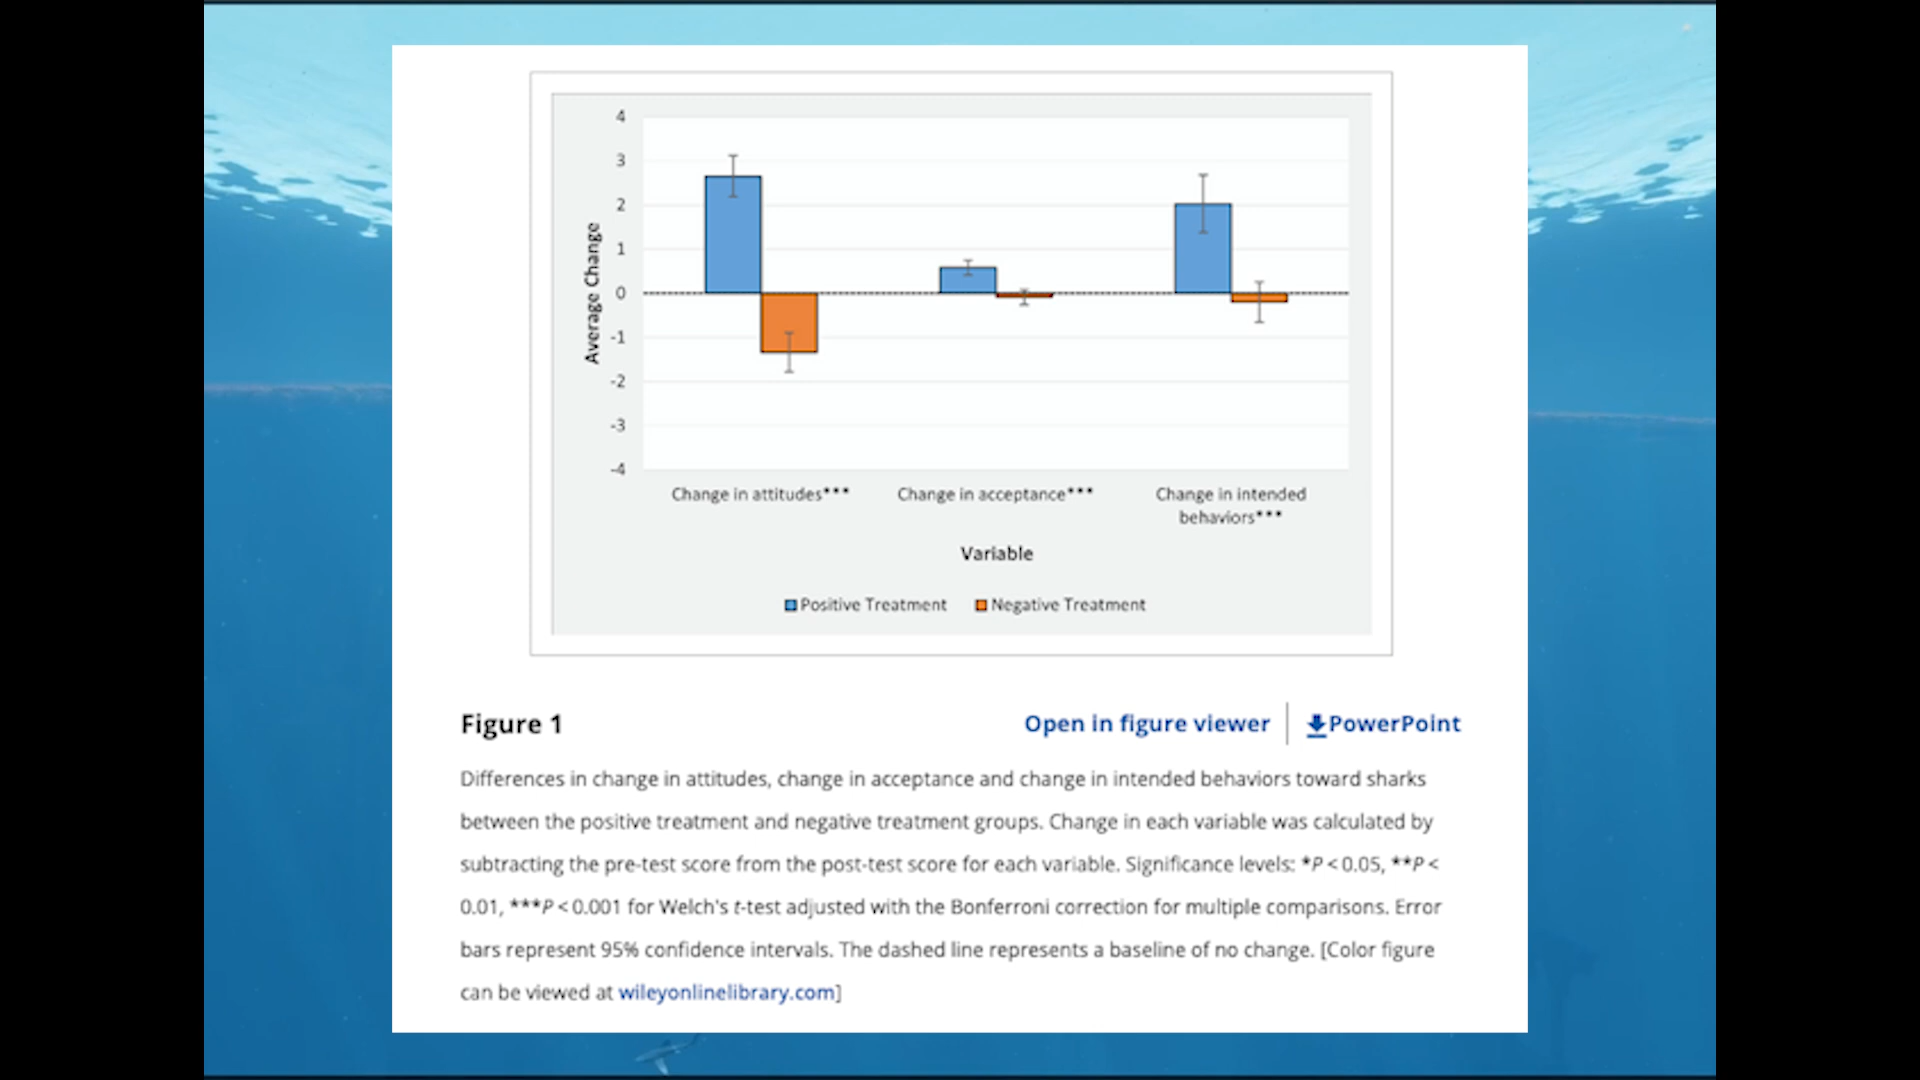 4
3
2
1
0
-1
-2
-3
-4
Average Change
Change in attitudes***
Change in acceptance***
Change in intended
behaviors***
Variable
Positive Treatment
Negative Treatment
Figure 1
Open in figure viewer
PowerPoint
Differences in change in attitudes, change in acceptance and change in intended behaviors toward sharks
between the positive treatment and negative treatment groups. Change in each variable was calculated by
subtracting the pre-test score from the post-test score for each variable. Significance levels: *P < 0.05, **P <
0.01, ***P < 0.001 for Welch's t-test adjusted with the Bonferroni correction for multiple comparisons. Error
bars represent 95% confidence intervals. The dashed line represents a baseline of no change. [Color figure
can be viewed at wileyonlinelibrary.com]